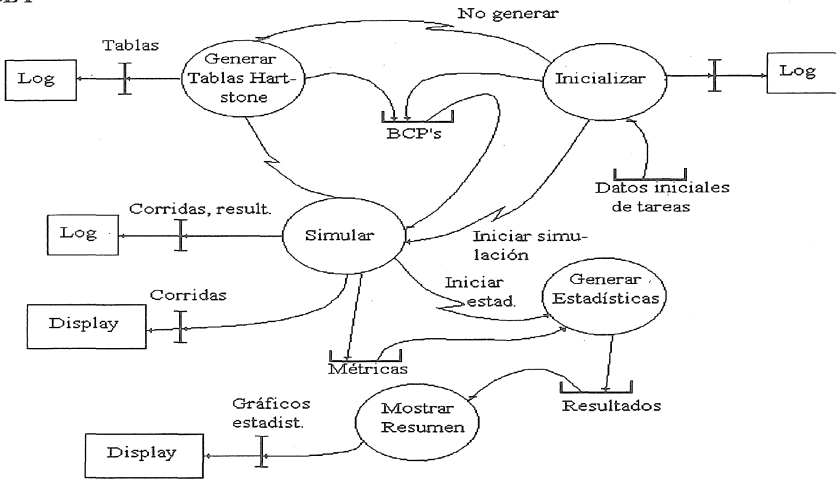 No generar
Tablas
Log
Generar
Tablas Hart-
stone
Inicializar
Log
BCP's
Datos iniciales
de tareas
Corridas, result.
Log
Simular
Iniciar simu-
lación
Iniciar
estad.
Generar
Estadísticas
Corridas
Display
Métricas
Resultados
Gráficos
estadist.
Mostrar
Resumen
Display